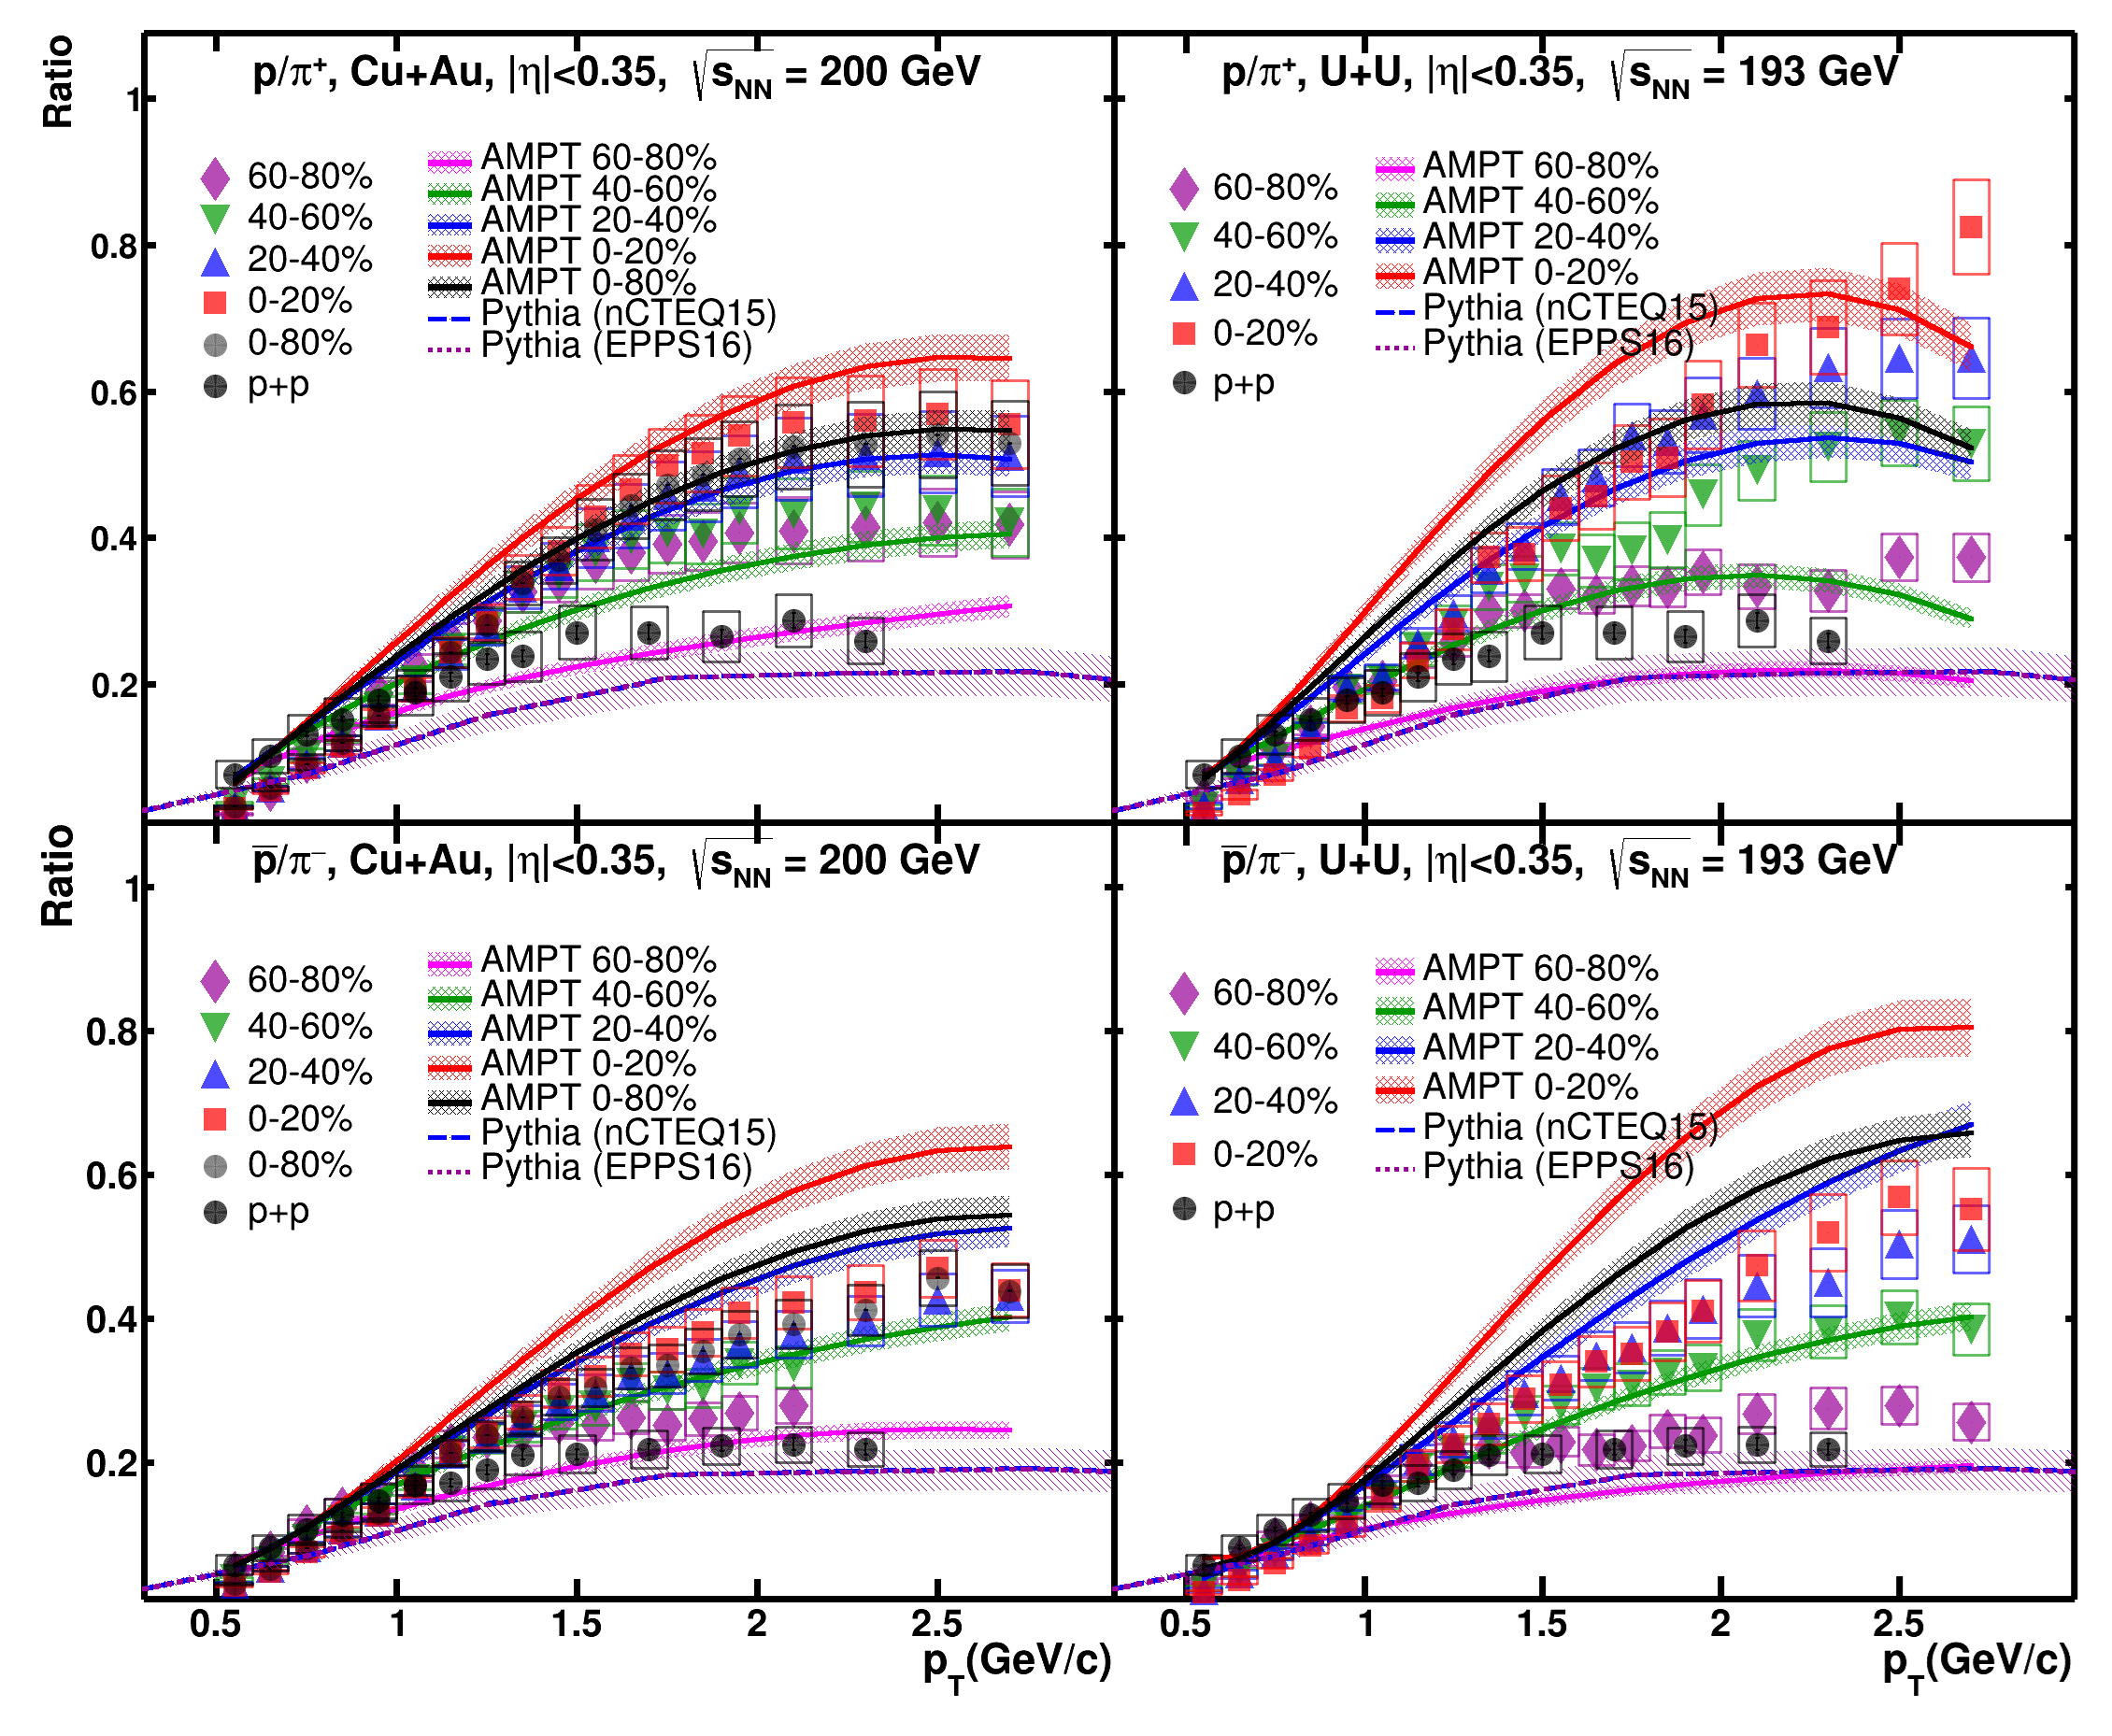 Ratio
p/π⁺, Cu+Au, |η|<0.35, √sNN = 200 GeV
1
0.8
0.6
0.4
0.2
60-80%
40-60%
20-40%
0-20%
0-80%
p+p
AMPT 60-80%
AMPT 40-60%
AMPT 20-40%
AMPT 0-20%
AMPT 0-80%
Pythia (nCTEQ15)
Pythia (EPPS16)
p/π⁺, U+U, |η|<0.35, √sNN = 193 GeV
60-80%
40-60%
20-40%
0-20%
p+p
AMPT 60-80%
AMPT 40-60%
AMPT 20-40%
AMPT 0-20%
Pythia (nCTEQ15)
Pythia (EPPS16)
Ratio
p̅/π⁻, Cu+Au, |η|<0.35, √sNN = 200 GeV
1
0.8
0.6
0.4
0.2
60-80%
40-60%
20-40%
0-20%
0-80%
p+p
AMPT 60-80%
AMPT 40-60%
AMPT 20-40%
AMPT 0-20%
AMPT 0-80%
Pythia (nCTEQ15)
Pythia (EPPS16)
0.5 1 1.5 2 2.5
pT(GeV/c)
p̅/π⁻, U+U, |η|<0.35, √sNN = 193 GeV
60-80%
40-60%
20-40%
0-20%
p+p
AMPT 60-80%
AMPT 40-60%
AMPT 20-40%
AMPT 0-20%
Pythia (nCTEQ15)
Pythia (EPPS16)
0.5 1 1.5 2 2.5
pT(GeV/c)